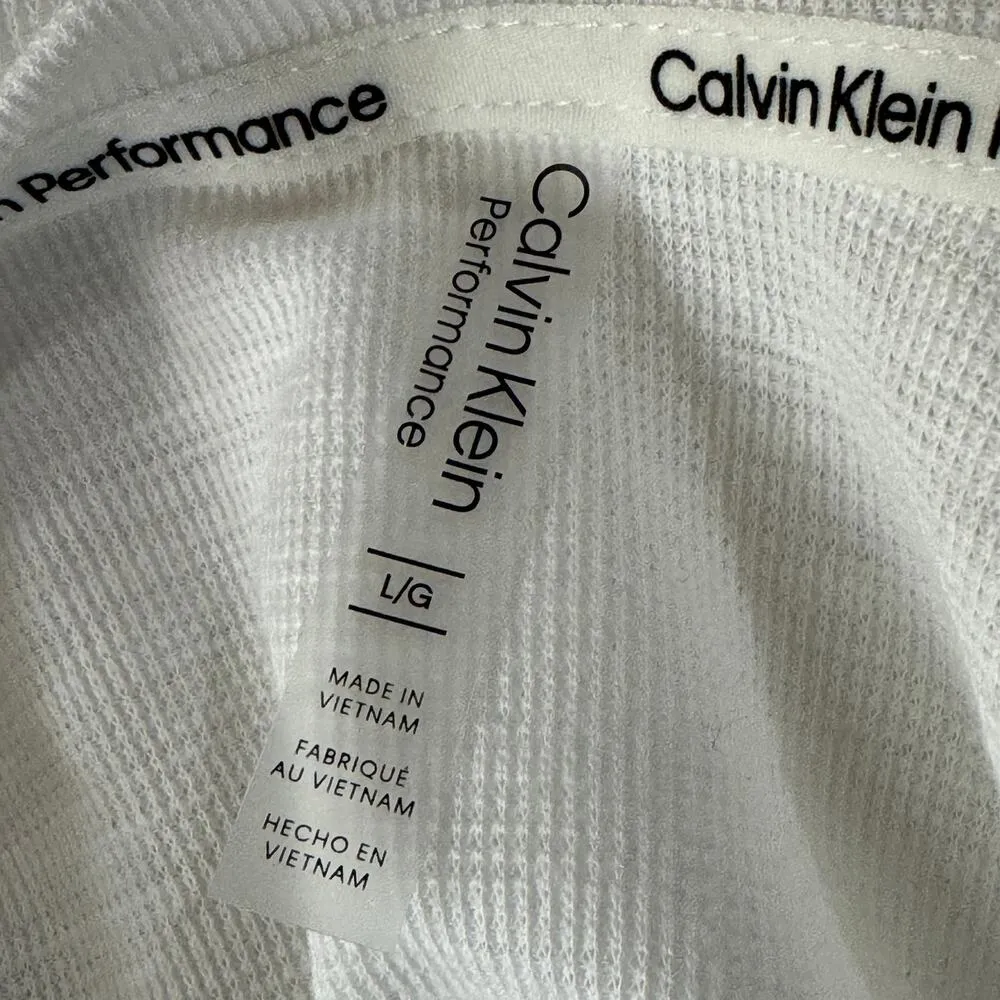 n Performance
Calvin Klein
Calvin Klein
Performance
L/G
MADE IN
VIETNAM
FABRIQUÉ
AU VIETNAM
HECHO EN
VIETNAM